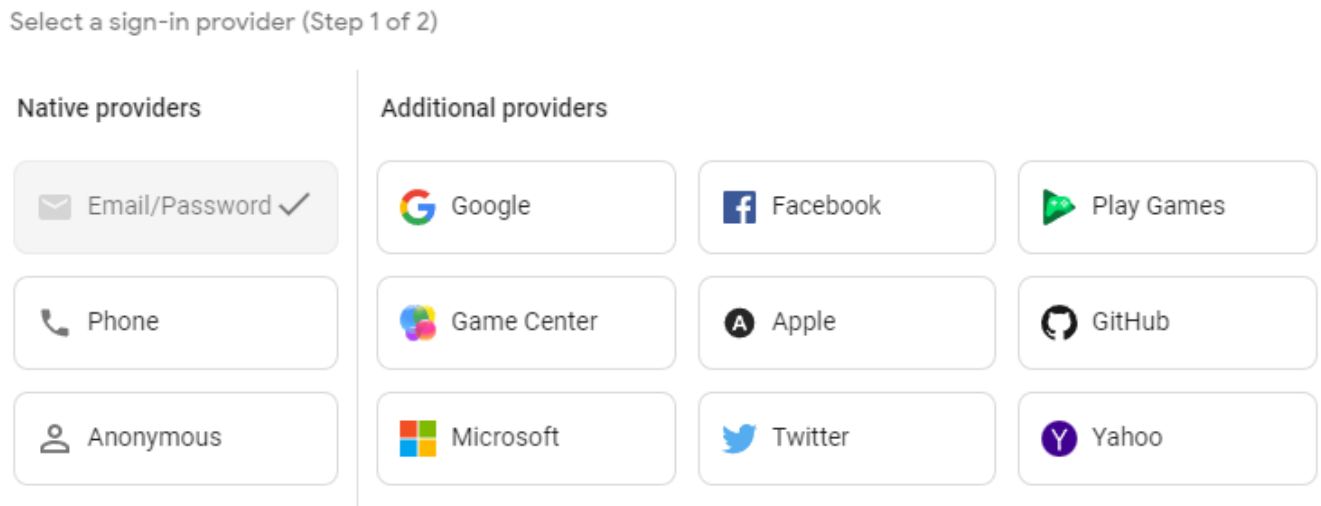 Select a sign-in provider (Step 1 of 2)
Native providers
Additional providers
Email/Password
Google
Facebook
Play Games
Phone
Game Center
Apple
GitHub
Anonymous
Microsoft
Twitter
Yahoo